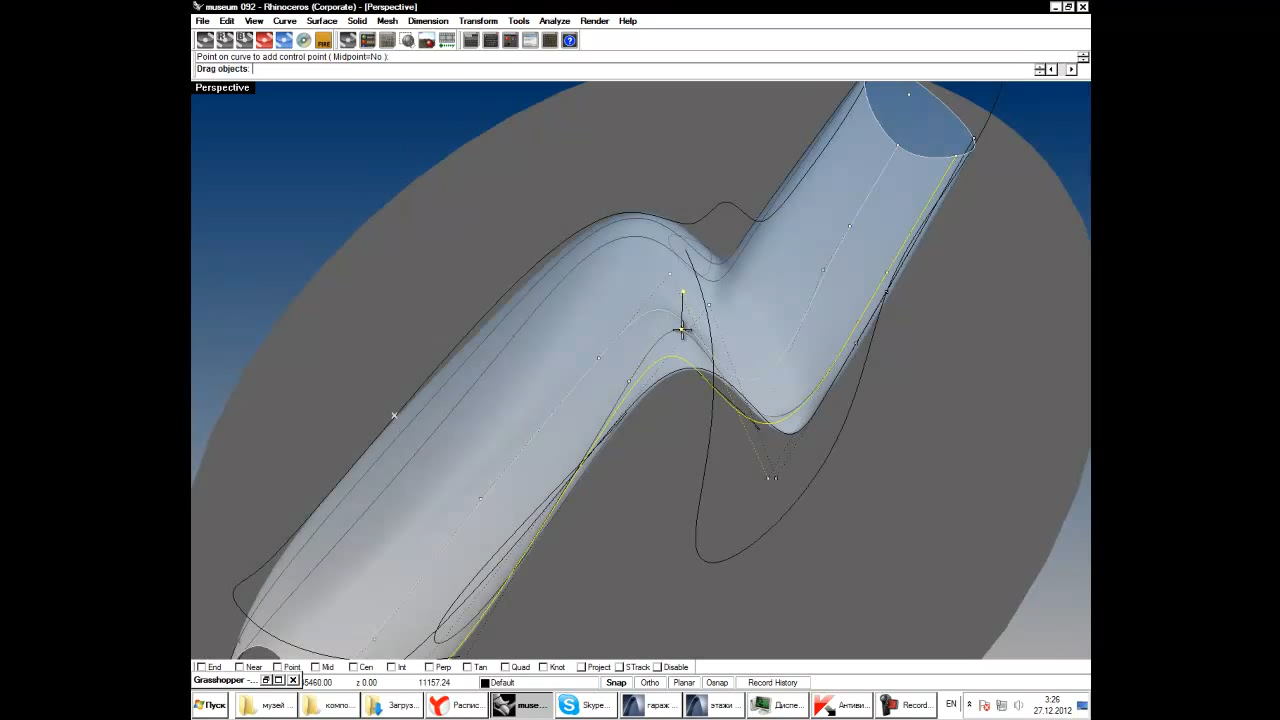 museum 092 - Rhinoceros (Corporate) - [Perspective]
File Edit View Curve Surface Solid Mesh Dimension Transform Tools Analyze Render Help
FIRE
Point on curve to add control point ( Midpoint=No ):
Drag objects:
Perspective
End Near Point Mid Cen Int Perp Tan Quad Knot Project STrack Disable
Grasshopper -...
5460.00 z 0.00 11157.24 Default Snap Ortho Planar Osnap Record History
Пуск музей ... компо... Загруз... Распис... muse... Skype... гараж ... этажи ... Диспе... Антиви... Record... EN 3:26
27.12.2012